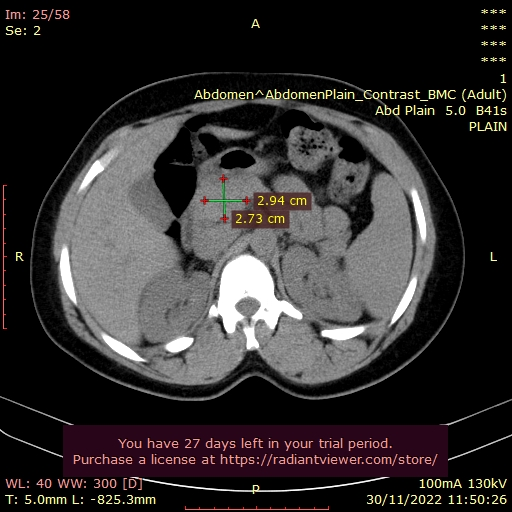 Im: 25/58
Se: 2
A
***
***
***
***
1
Abdomen^AbdomenPlain_Contrast_BMC (Adult)
Abd Plain 5.0 B41s
PLAIN
2.94 cm
2.73 cm
R
L
You have 27 days left in your trial period.
Purchase a license at https://radiantviewer.com/store/
P
WL: 40 WW: 300 [D]
T: 5.0mm L: -825.3mm
100mA 130kV
30/11/2022 11:50:26